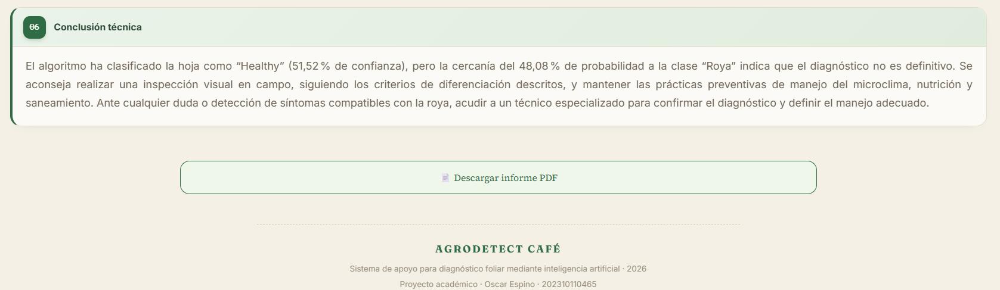 06 Conclusión técnica
El algoritmo ha clasificado la hoja como “Healthy” (51,52 % de confianza), pero la cercanía del 48,08 % de probabilidad a la clase “Roya” indica que el diagnóstico no es definitivo. Se
aconseja realizar una inspección visual en campo, siguiendo los criterios de diferenciación descritos, y mantener las prácticas preventivas de manejo del microclima, nutrición y
saneamiento. Ante cualquier duda o detección de síntomas compatibles con la roya, acudir a un técnico especializado para confirmar el diagnóstico y definir el manejo adecuado.
Descargar informe PDF
AGRODETECT CAFÉ
Sistema de apoyo para diagnóstico foliar mediante inteligencia artificial · 2026
Proyecto académico · Oscar Espino · 202310110465